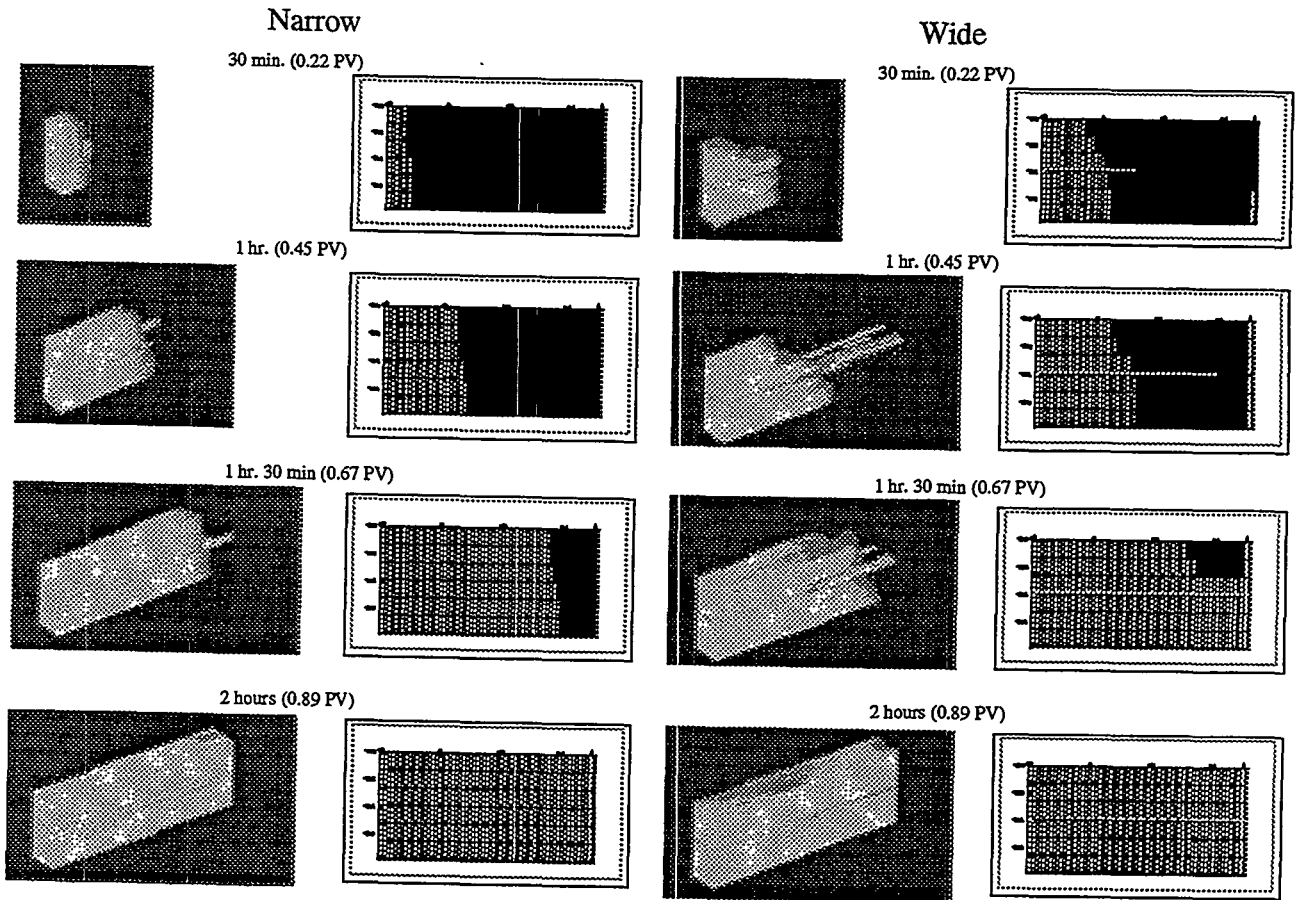 Narrow
Wide
30 min. (0.22 PV)
30 min. (0.22 PV)
1 hr. (0.45 PV)
1 hr. (0.45 PV)
1 hr. 30 min (0.67 PV)
1 hr. 30 min (0.67 PV)
2 hours (0.89 PV)
2 hours (0.89 PV)